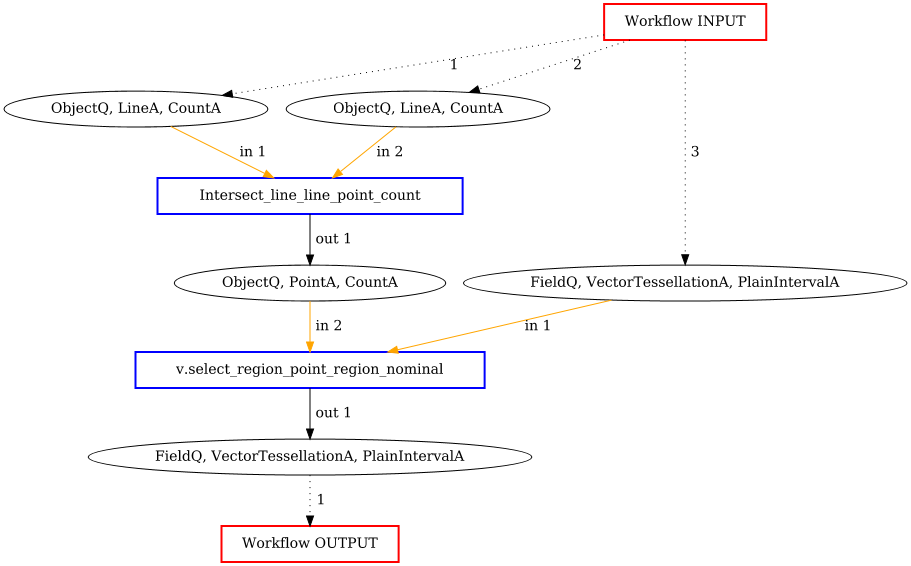 Workflow INPUT
1
2
ObjectQ, LineA, CountA
ObjectQ, LineA, CountA
in 1
in 2
3
Intersect_line_line_point_count
out 1
ObjectQ, PointA, CountA
FieldQ, VectorTessellationA, PlainIntervalA
in 2
in 1
v.select_region_point_region_nominal
out 1
FieldQ, VectorTessellationA, PlainIntervalA
1
Workflow OUTPUT